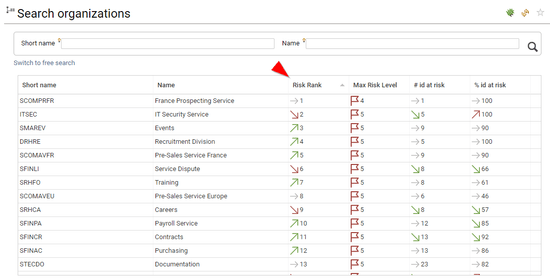 Search organizations
Short name Name
Switch to free search
Short name Name Risk Rank Max Risk Level # id at risk % id at risk
SCOMPRFR France Prospecting Service 1 4 1 100
ITSEC IT Security Service 2 5 5 100
SMAREV Events 3 5 9 90
DRHRE Recruitment Division 4 5 5 100
SCOMAVFR Pre-Sales Service France 5 5 9 90
SFINLI Service Dispute 6 5 8 66
SRHFO Training 7 5 8 61
SCOMAVEU Pre-Sales Service Europe 8 5 6 46
SRHCA Careers 9 5 8 57
SFINPA Payroll Service 10 5 12 85
SFINCR Contracts 11 5 13 92
SFINAC Purchasing 12 5 13 86
STECDO Documentation 13 5 23 82